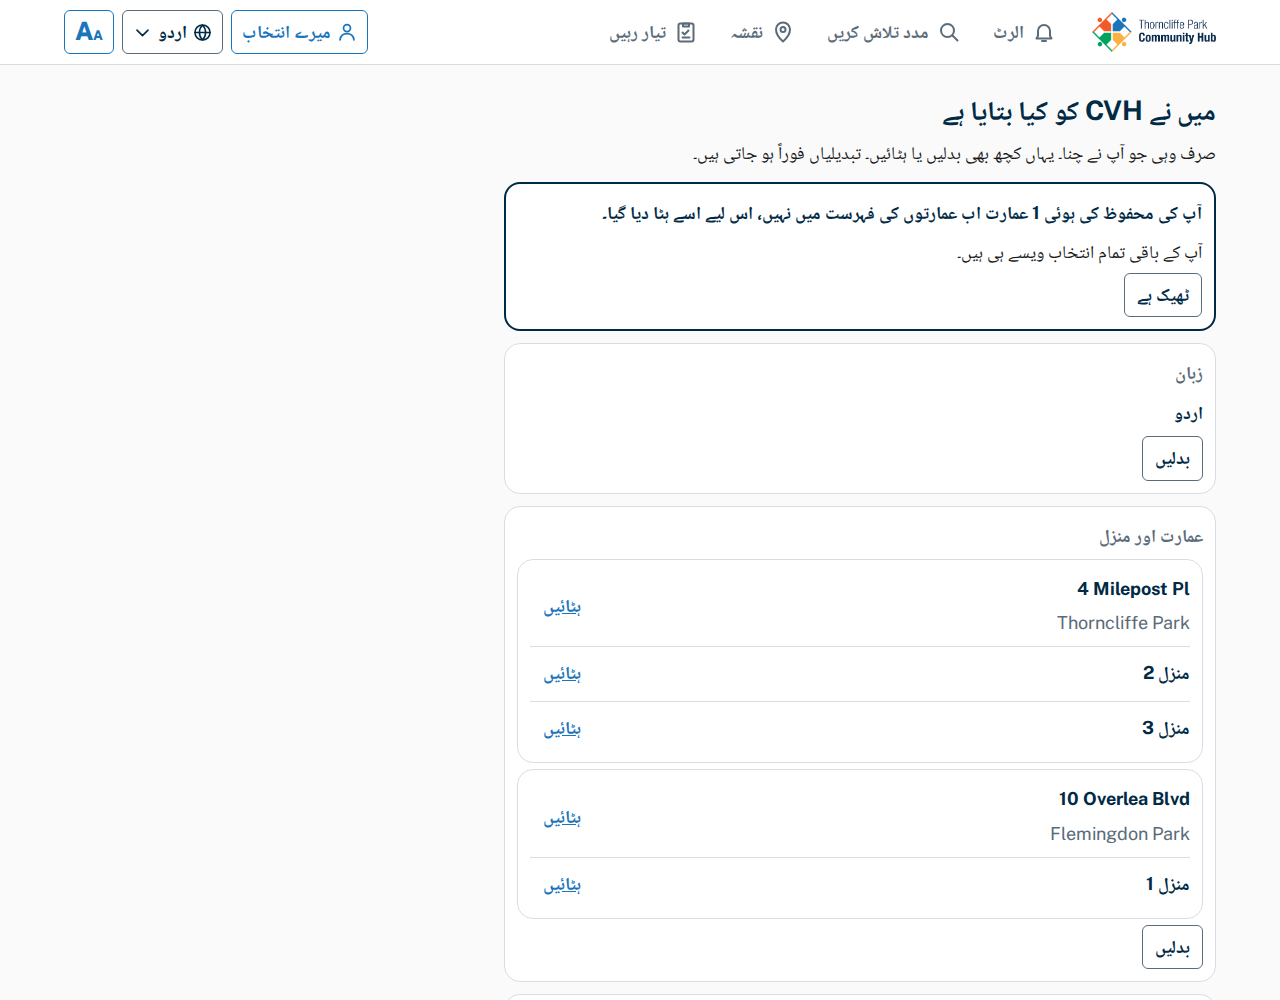 Thorncliffe Park
Community Hub
الرٹ
مدد تلاش کریں
نقشہ
تیار رہیں
میرے انتخاب
اردو
AA
میں نے CVH کو کیا بتایا ہے
صرف وہی جو آپ نے چنا۔ یہاں کچھ بھی بدلیں یا ہٹائیں۔ تبدیلیاں فوراً ہو جاتی ہیں۔
آپ کی محفوظ کی ہوئی 1 عمارت اب عمارتوں کی فہرست میں نہیں، اس لیے اسے ہٹا دیا گیا۔
آپ کے باقی تمام انتخاب ویسے ہی ہیں۔
ٹھیک ہے
زبان
اردو
بدلیں
عمارت اور منزل
4 Milepost Pl
Thorncliffe Park
ہٹائیں
منزل 2
ہٹائیں
منزل 3
ہٹائیں
10 Overlea Blvd
Flemingdon Park
ہٹائیں
منزل 1
ہٹائیں
بدلیں